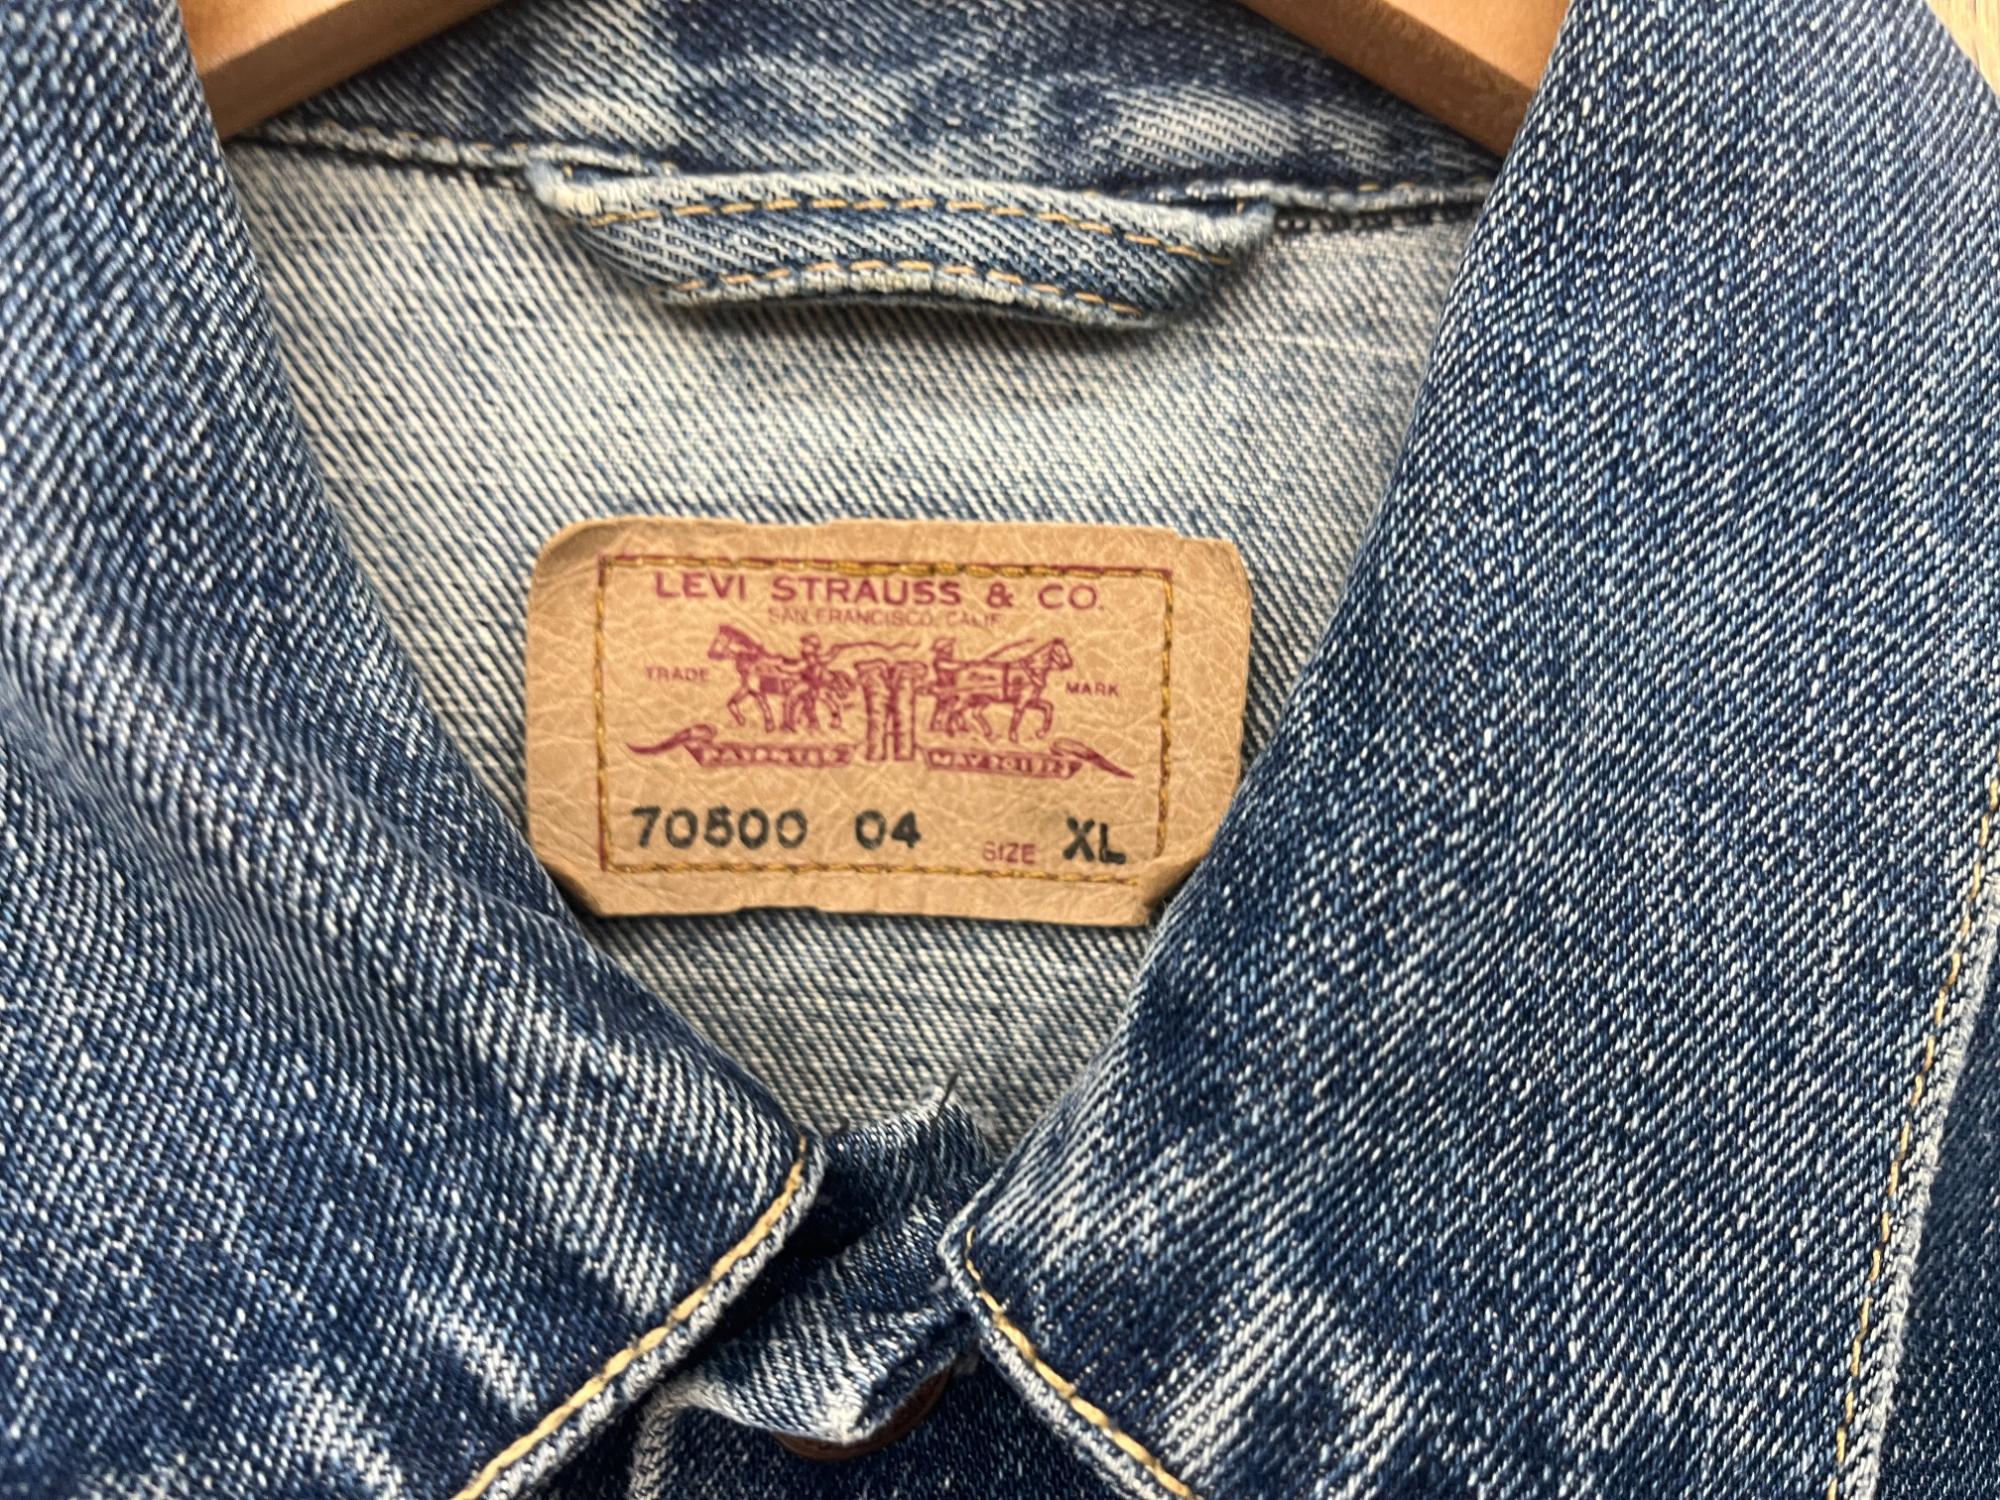 LEVI STRAUSS & CO.
SAN FRANCISCO, CALIF.
TRADE MARK
70500 04 SIZE XL